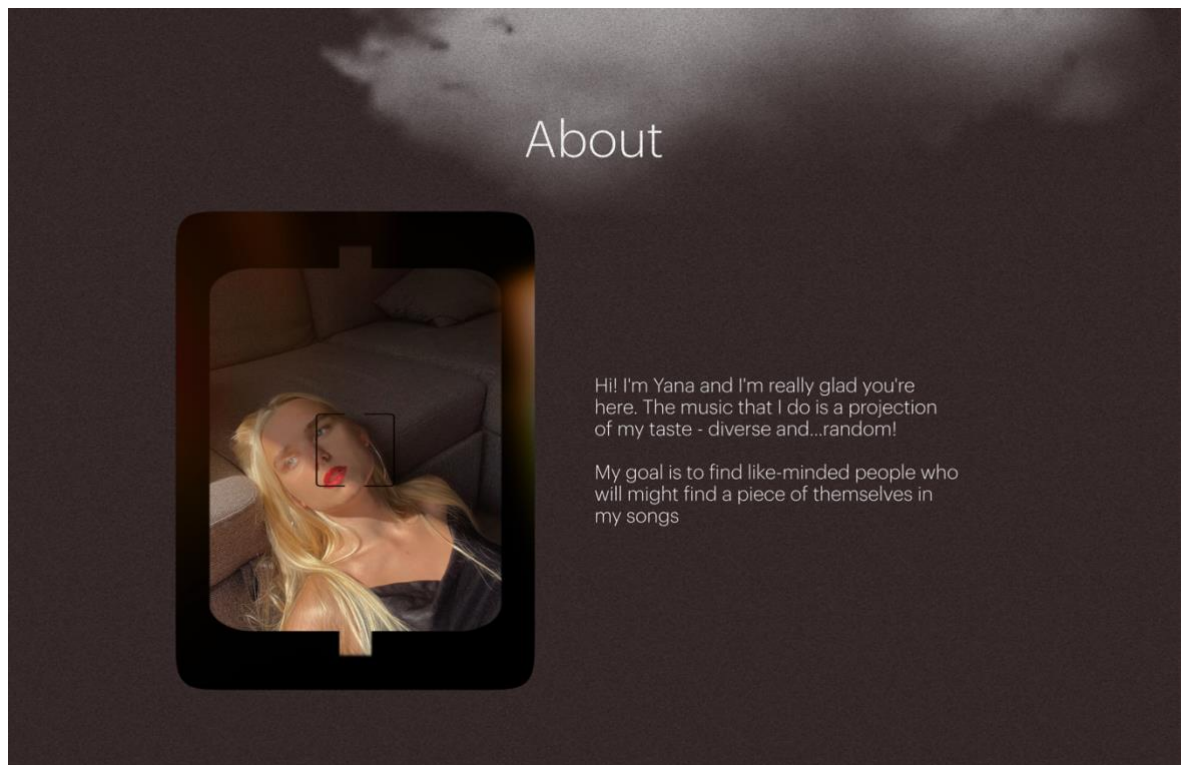 About
Hi! I'm Yana and I'm really glad you're
here. The music that I do is a projection
of my taste - diverse and...random!
My goal is to find like-minded people who
will might find a piece of themselves in
my songs